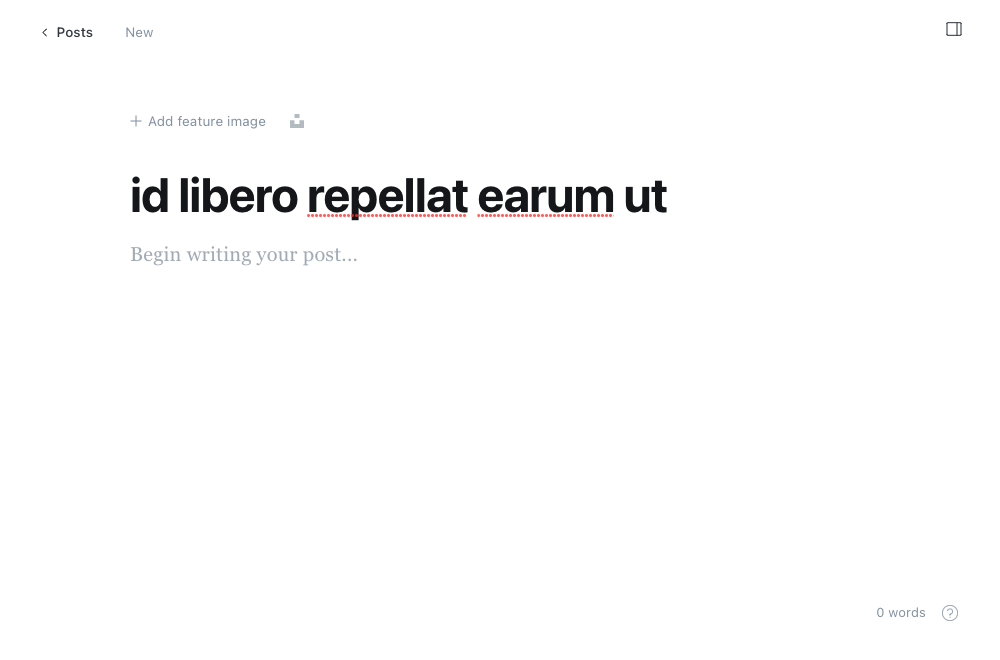 Posts
New
Add feature image
id libero repellat earum ut
Begin writing your post...
0 words
?